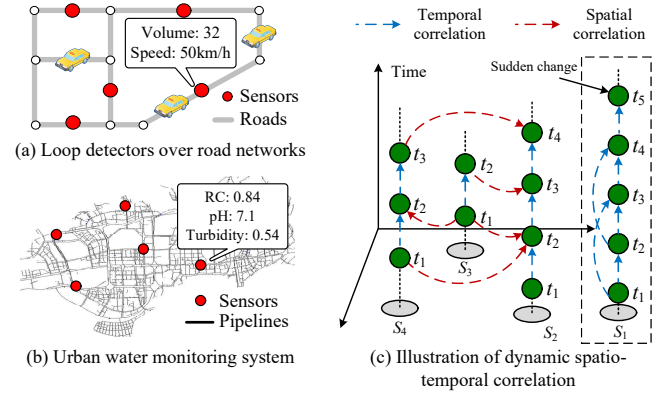 Volume: 32
Speed: 50km/h
Sensors
Roads
(a) Loop detectors over road networks
RC: 0.84
pH: 7.1
Turbidity: 0.54
Sensors
Pipelines
(b) Urban water monitoring system
Temporal correlation
Spatial correlation
Time
Sudden change
t5
t4
t3
t2
t1
S1
t4
t3
t2
t1
S2
t2
t1
S3
t3
t2
t1
S4
(c) Illustration of dynamic spatio-
temporal correlation